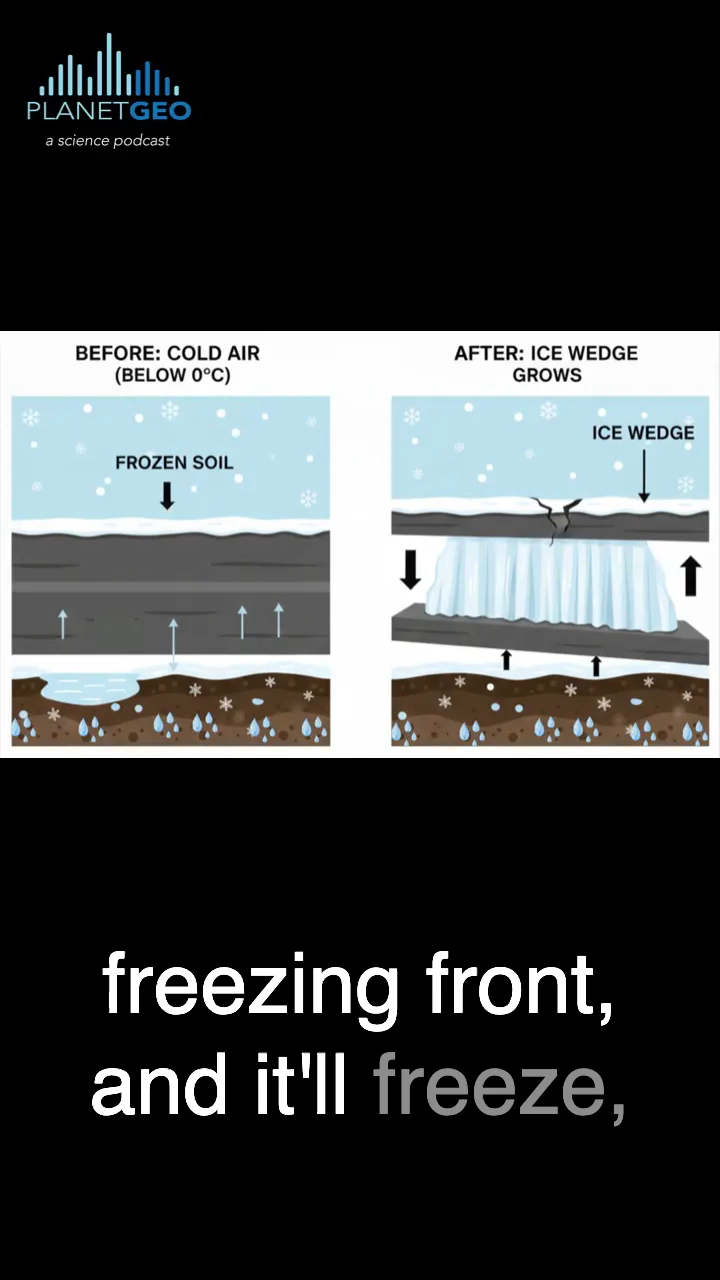 PLANETGEO
a science podcast
BEFORE: COLD AIR
(BELOW 0°C)
FROZEN SOIL
AFTER: ICE WEDGE
GROWS
ICE WEDGE
freezing front,
and it'll freeze,